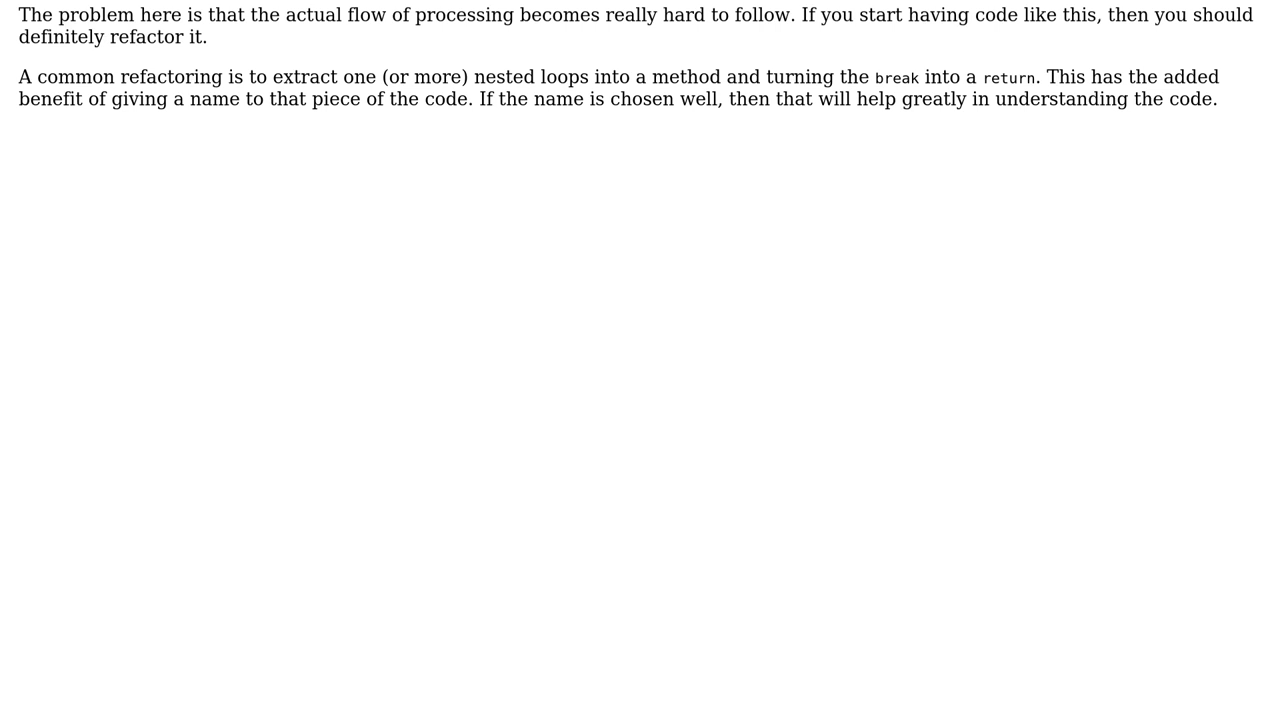 The problem here is that the actual flow of processing becomes really hard to follow. If you start having code like this, then you should
definitely refactor it.
A common refactoring is to extract one (or more) nested loops into a method and turning the break into a return. This has the added
benefit of giving a name to that piece of the code. If the name is chosen well, then that will help greatly in understanding the code.